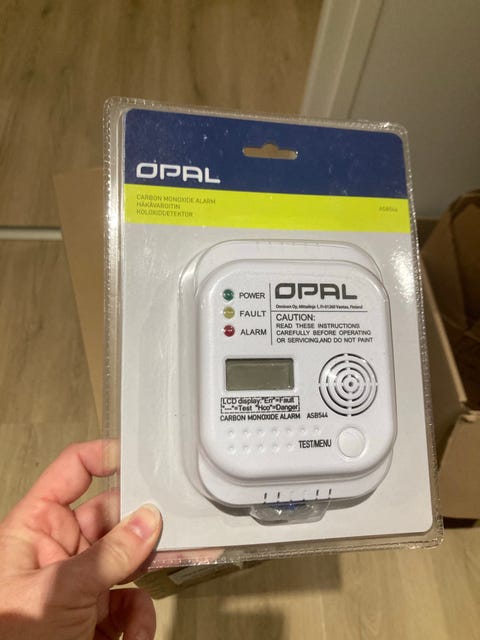 OPAL
CARBON MONOXIDE ALARM
HÄKÄVAROITIN
KOLOXIDDETEKTOR
ASB544
OPAL
POWER
FAULT
ALARM
CAUTION:
READ THESE INSTRUCTIONS
CAREFULLY BEFORE OPERATING
OR SERVICING,AND DO NOT PAINT
LCD display:"Err"=Fault
"---"=Test "Hco"=Danger
CARBON MONOXIDE ALARM ASB544
TEST/MENU